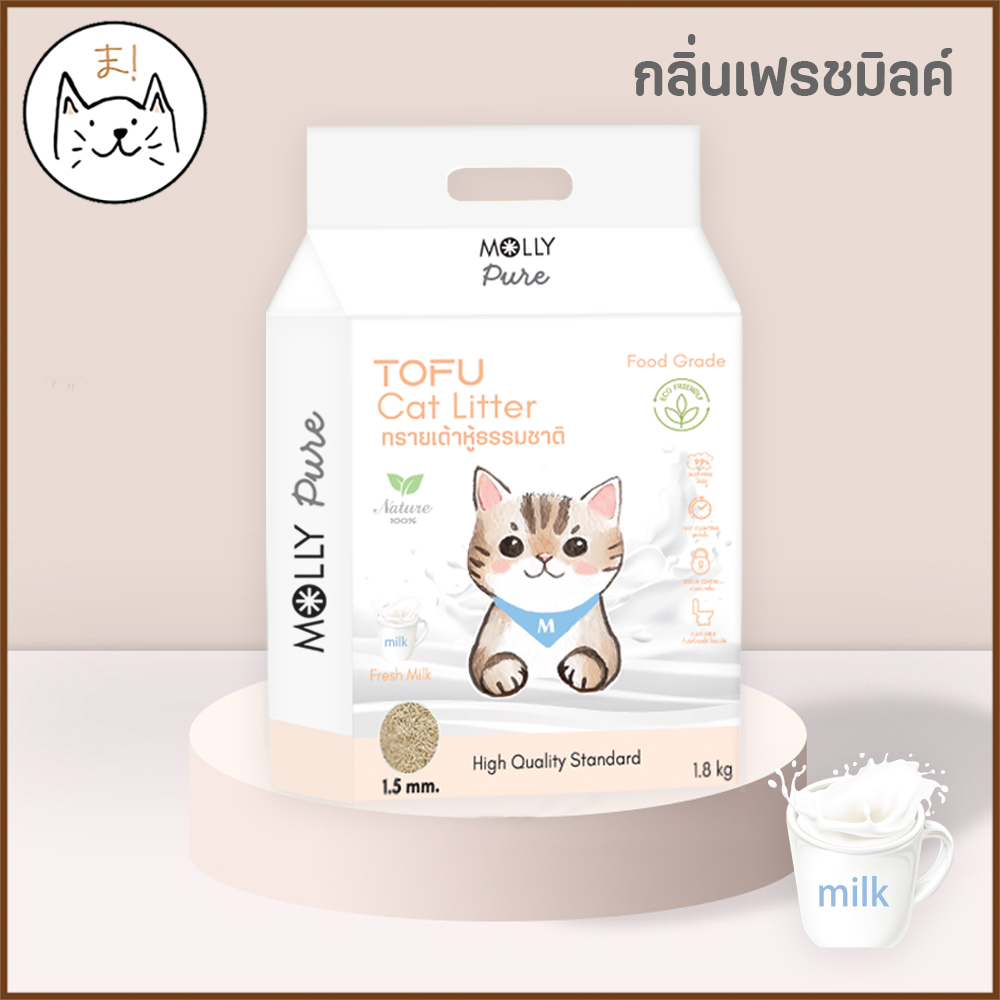 ま!
กลิ่นเฟรชมิลค์
MOLLY
Pure
MOLLY Pure
TOFU
Cat Litter
ทรายเต้าหู้ธรรมชาติ
Food Grade
ECO FRIENDLY
Nature
100%
99%
milk
Fresh Milk
M
1.5 mm.
High Quality Standard
1.8 kg
milk